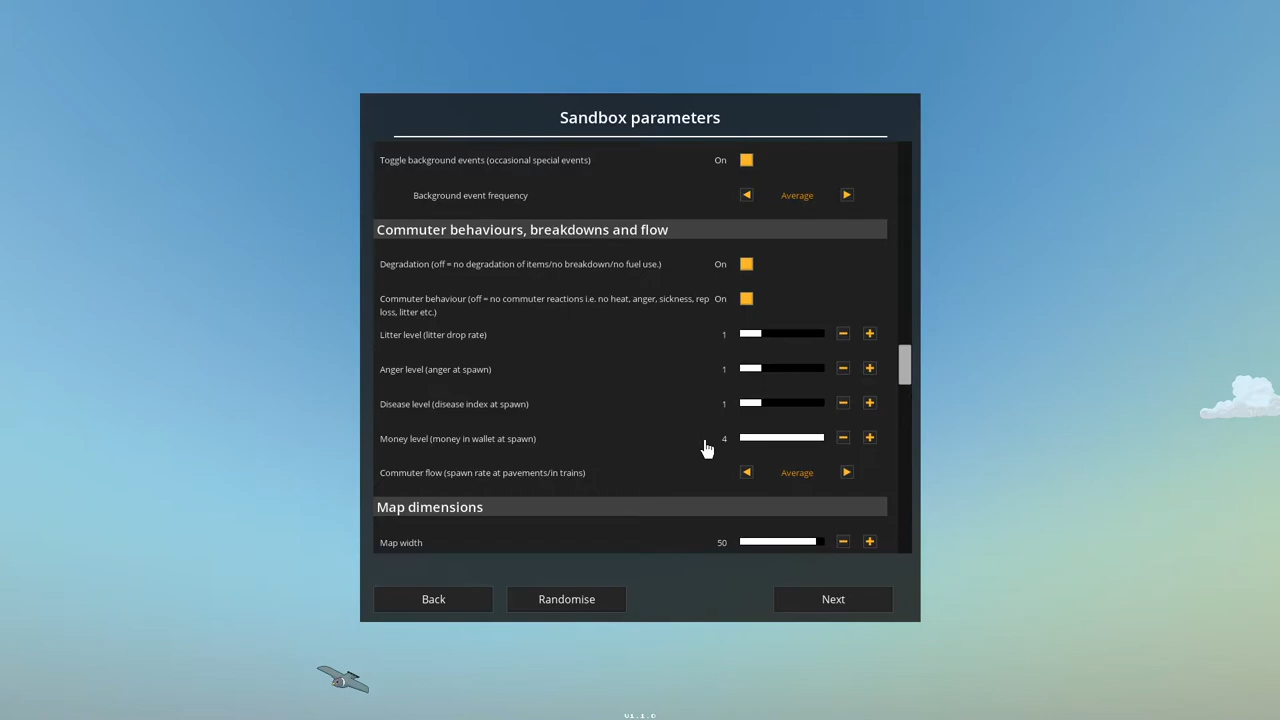 Sandbox parameters
Toggle background events (occasional special events) On
Background event frequency Average
Commuter behaviours, breakdowns and flow
Degradation (off = no degradation of items/no breakdown/no fuel use.) On
Commuter behaviour (off = no commuter reactions i.e. no heat, anger, sickness, rep On
loss, litter etc.)
Litter level (litter drop rate) 1
Anger level (anger at spawn) 1
Disease level (disease index at spawn) 1
Money level (money in wallet at spawn) 4
Commuter flow (spawn rate at pavements/in trains) Average
Map dimensions
Map width 50
Back Randomise Next
v1.1.6